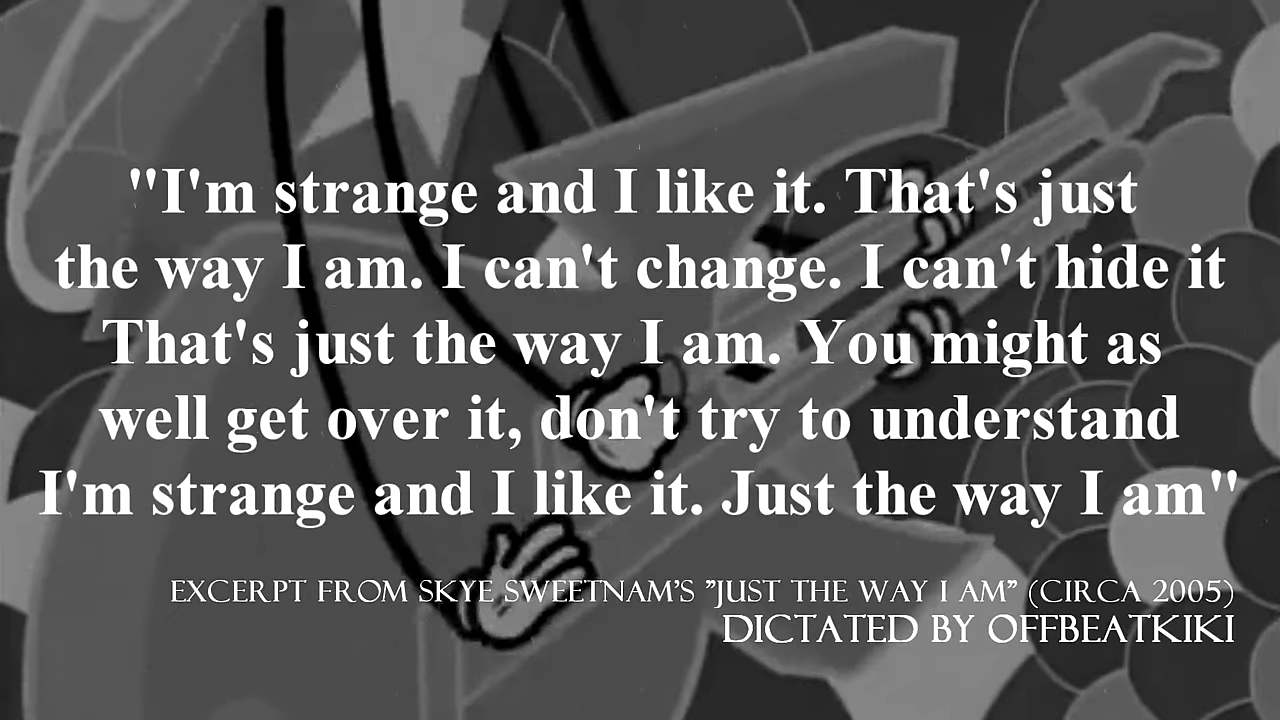 "I'm strange and I like it. That's just
the way I am. I can't change. I can't hide it
That's just the way I am. You might as
well get over it, don't try to understand
I'm strange and I like it. Just the way I am"
EXCERPT FROM SKYE SWEETNAM'S "JUST THE WAY I AM" (CIRCA 2005)
DICTATED BY OFFBEATKIKI